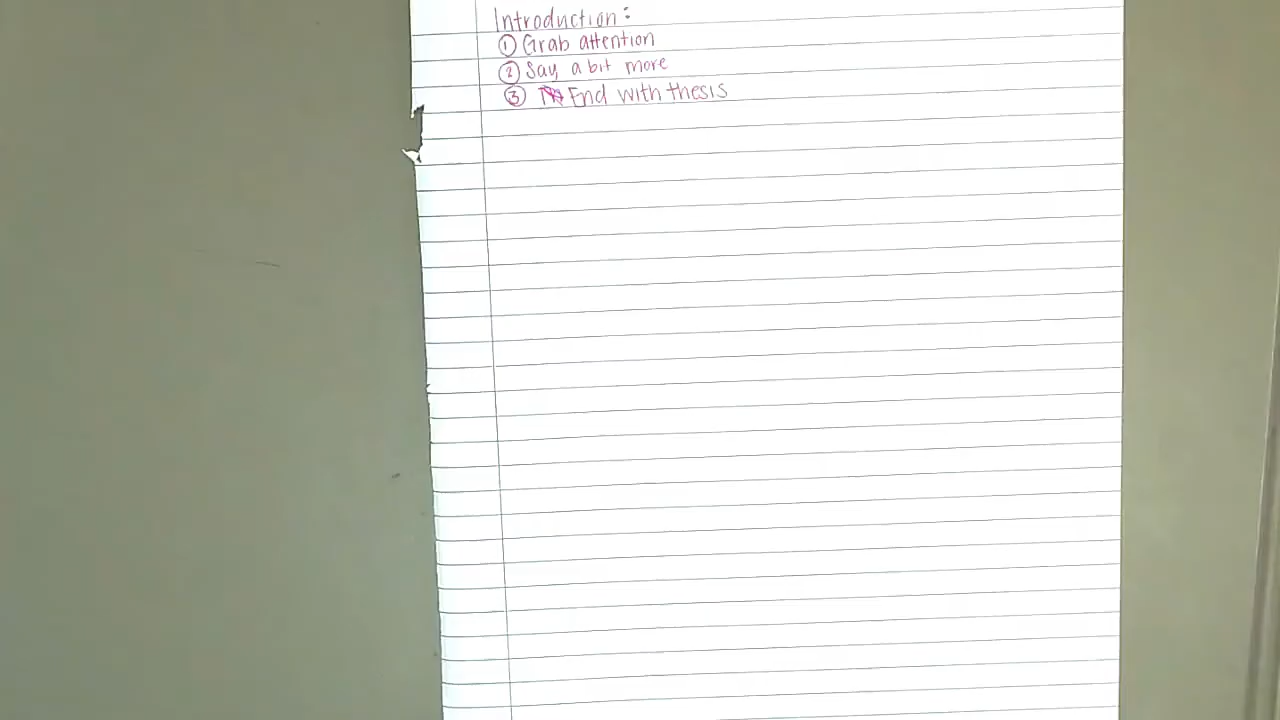 Introduction:
① Grab attention
② Say a bit more
③ End with thesis